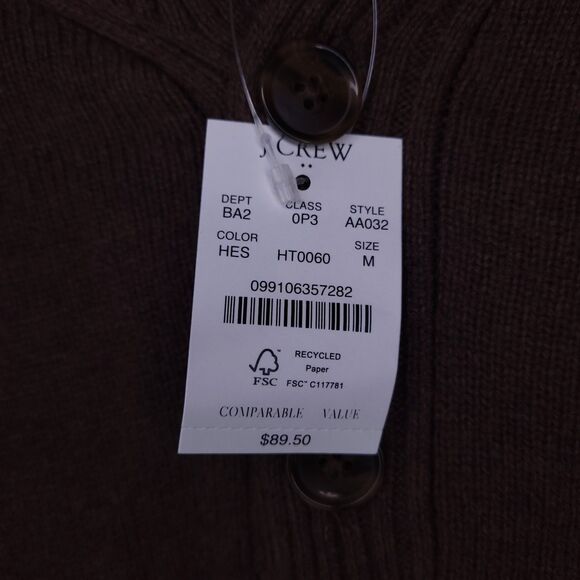 J.CREW
DEPT CLASS STYLE
BA2 0P3 AA032
COLOR SIZE
HES HT0060 M
099106357282
RECYCLED
Paper
FSC FSC™ C117781
COMPARABLE VALUE
$89.50